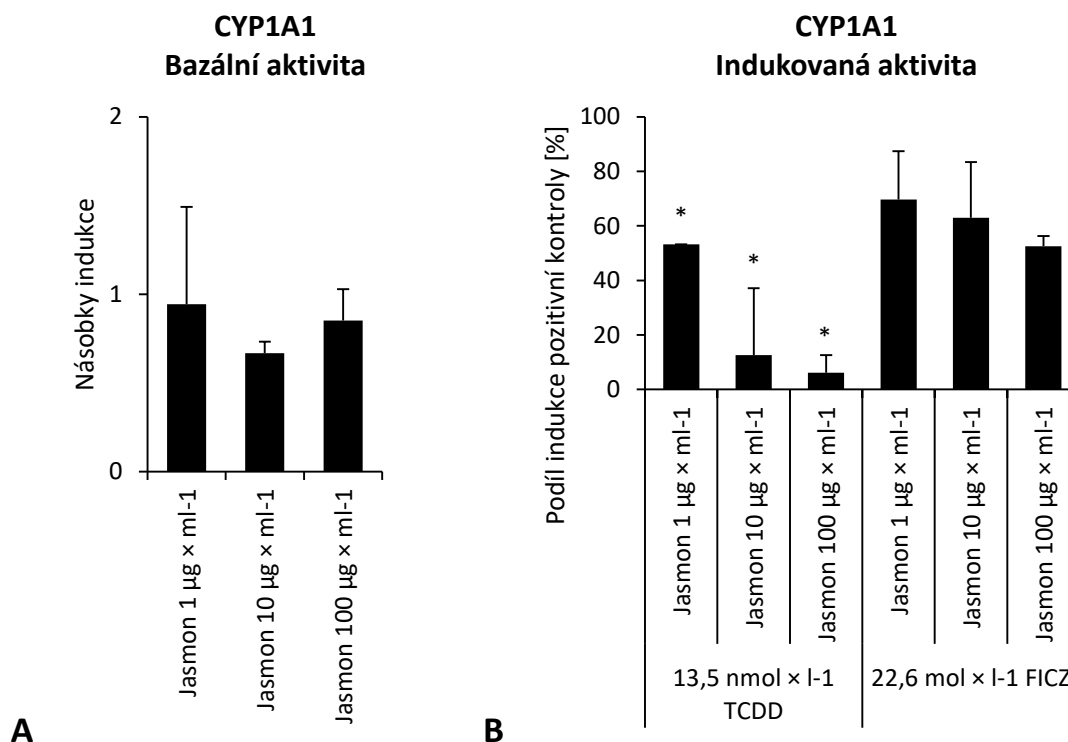 CYP1A1
Bazální aktivita
Násobky indukce
2
1
0
Jasmon 1 µg × ml-1
Jasmon 10 µg × ml-1
Jasmon 100 µg × ml-1
A
CYP1A1
Indukovaná aktivita
Podíl indukce pozitivní kontroly [%]
100
80
60
40
20
0
*
*
*
Jasmon 1 µg × ml-1
Jasmon 10 µg × ml-1
Jasmon 100 µg × ml-1
Jasmon 1 µg × ml-1
Jasmon 10 µg × ml-1
Jasmon 100 µg × ml-1
13,5 nmol × l-1
TCDD
22,6 mol × l-1 FICZ
B